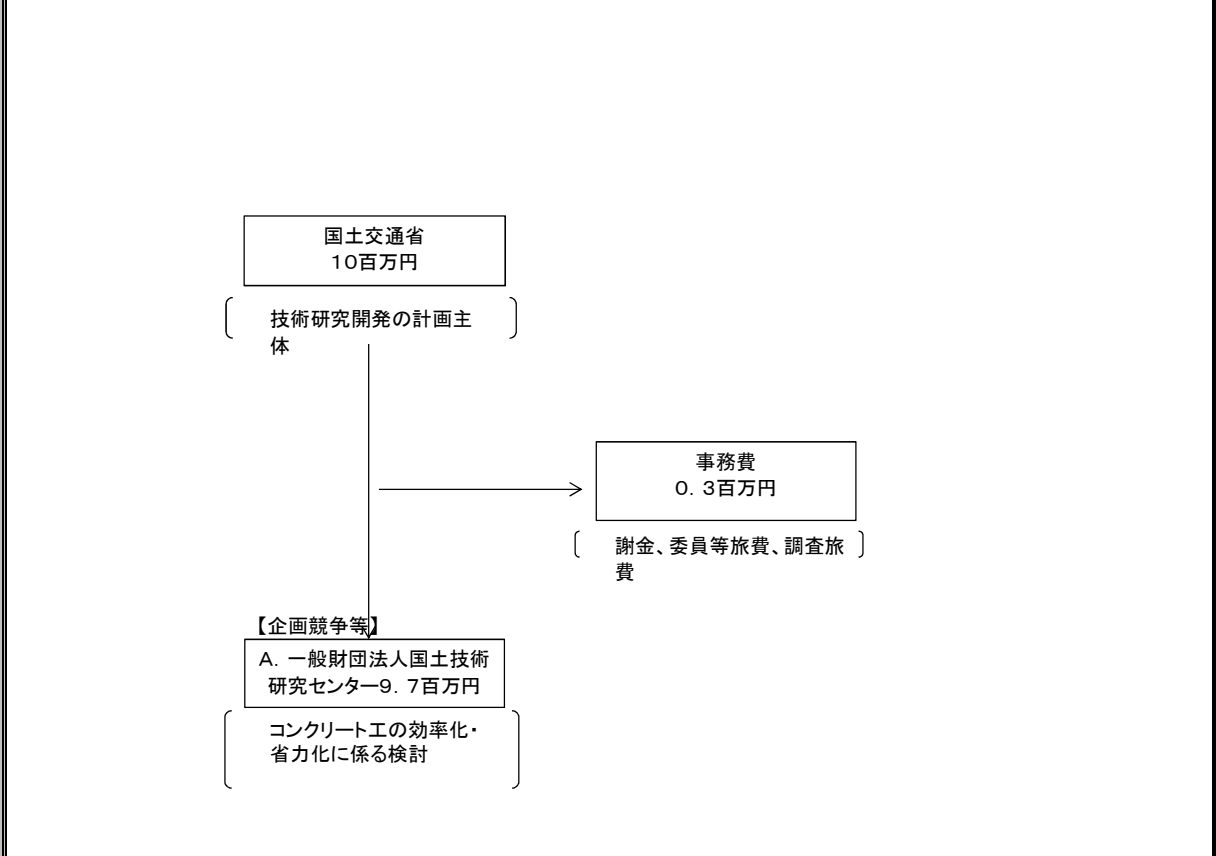 国土交通省
１０百万円
技術研究開発の計画主
体
事務費
０．３百万円
謝金、委員等旅費、調査旅
費
【企画競争等】
Ａ．一般財団法人国土技術
研究センター９．７百万円
コンクリート工の効率化・
省力化に係る検討